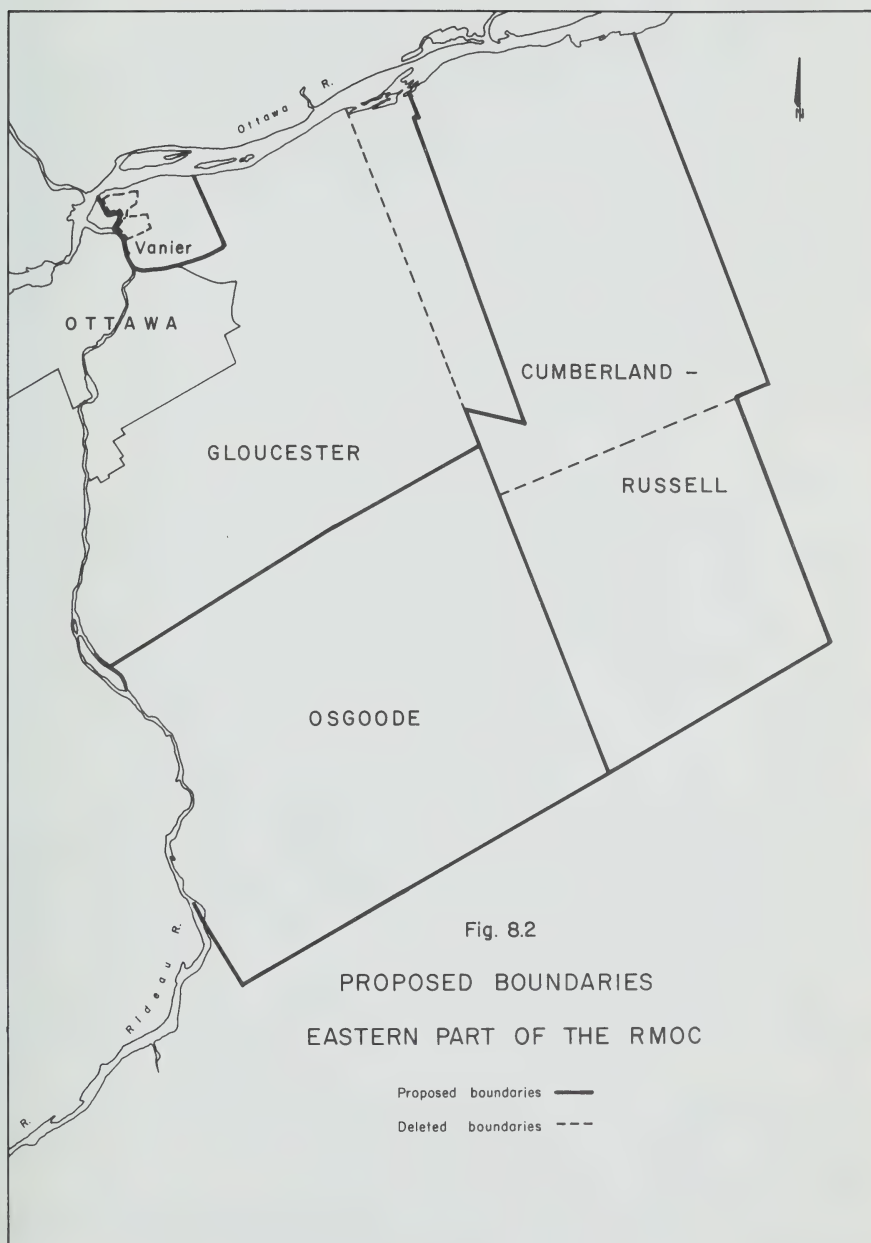 Ottawa R.
N
Vanier
OTTAWA
CUMBERLAND –
GLOUCESTER
RUSSELL
OSGOODE
Rideau R.
R.
Fig. 8.2
PROPOSED BOUNDARIES
EASTERN PART OF THE RMOC
Proposed boundaries
Deleted boundaries